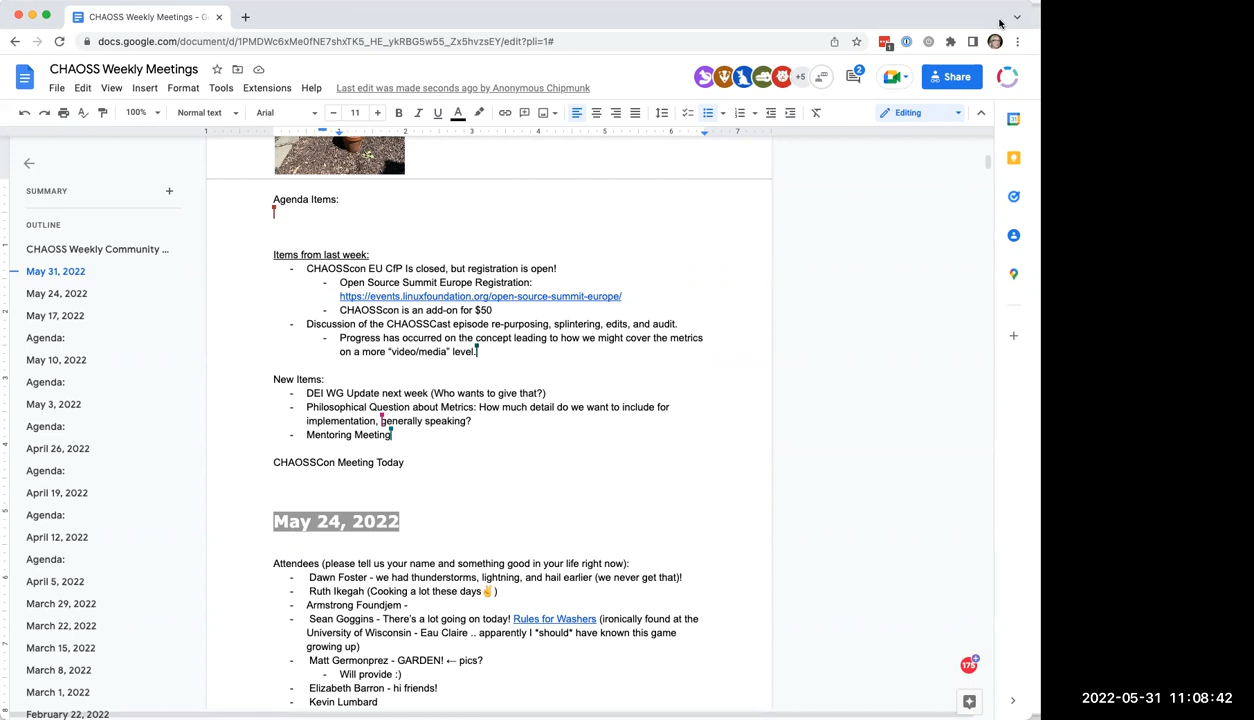 CHAOSS Weekly Meetings - G
docs.google.com/document/d/1PMDWc6xMe0fNE7shxTK5_HE_ykRBG5w55_Zx5hvzsEY/edit?pli=1#
1
CHAOSS Weekly Meetings
+5
2
Share
File Edit View Insert Format Tools Extensions Help Last edit was made seconds ago by Anonymous Chipmunk
100% Normal text Arial 11 B I U A Editing
1 1 2 3 4 5 6 7
SUMMARY
OUTLINE
CHAOSS Weekly Community ...
May 31, 2022
May 24, 2022
May 17, 2022
Agenda:
May 10, 2022
Agenda:
May 3, 2022
Agenda:
April 26, 2022
Agenda:
April 19, 2022
Agenda:
April 12, 2022
Agenda:
April 5, 2022
March 29, 2022
March 22, 2022
March 15, 2022
March 8, 2022
March 1, 2022
February 22, 2022
Agenda Items:
Items from last week:
- CHAOSScon EU CfP Is closed, but registration is open!
- Open Source Summit Europe Registration:
https://events.linuxfoundation.org/open-source-summit-europe/
- CHAOSScon is an add-on for $50
- Discussion of the CHAOSSCast episode re-purposing, splintering, edits, and audit.
- Progress has occurred on the concept leading to how we might cover the metrics
on a more “video/media” level.
New Items:
- DEI WG Update next week (Who wants to give that?)
- Philosophical Question about Metrics: How much detail do we want to include for
implementation, generally speaking?
- Mentoring Meeting
CHAOSSCon Meeting Today
May 24, 2022
Attendees (please tell us your name and something good in your life right now):
- Dawn Foster - we had thunderstorms, lightning, and hail earlier (we never get that)!
- Ruth Ikegah (Cooking a lot these days✌)
- Armstrong Foundjem -
- Sean Goggins - There’s a lot going on today! Rules for Washers (ironically found at the
University of Wisconsin - Eau Claire .. apparently I *should* have known this game
growing up)
- Matt Germonprez - GARDEN! ← pics?
- Will provide :)
- Elizabeth Barron - hi friends!
- Kevin Lumbard
175
2022-05-31 11:08:42